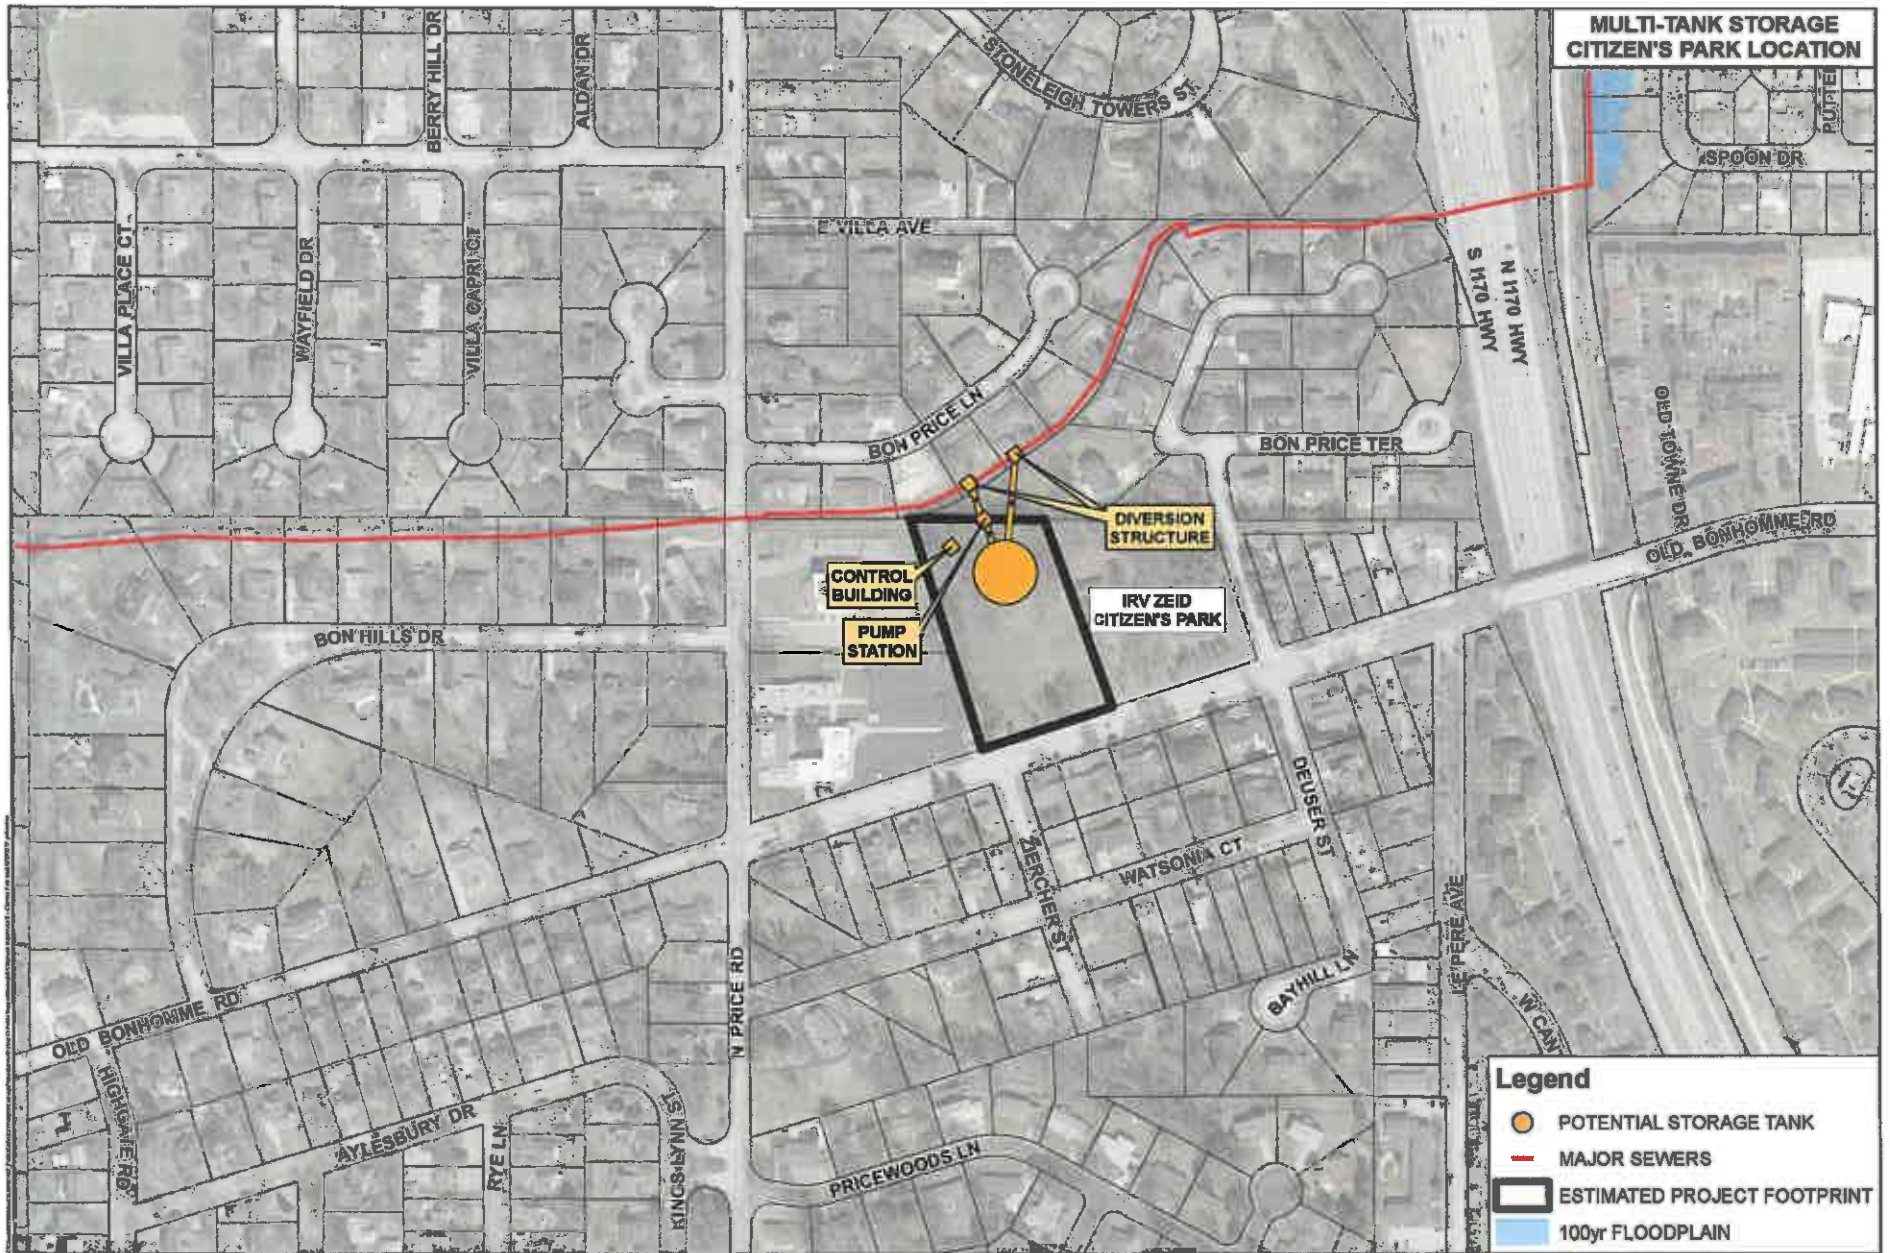 MULTI-TANK STORAGE
CITIZEN'S PARK LOCATION
BERRY HILL DR
ALDAN DR
STONELEIGH TOWERS ST
SPOON DR
E VILLA AVE
VILLA PLACE CT
WAYFIELD DR
VILLA CAPRI CT
S I170 HWY
N I170 HWY
BON PRICE LN
BON PRICE TER
OLD TOWNE DR
OLD BONHOMME RD
DIVERSION
STRUCTURE
CONTROL
BUILDING
IRV ZEID
CITIZEN'S PARK
PUMP
STATION
BON HILLS DR
DEUSER ST
ZIERCHER ST
WATSONIA CT
LE PERE AVE
N PRICE RD
BAYHILL LN
W CAN
OLD BONHOMME RD
HIGHGATE RD
AYLESBURY DR
RYE LN
KINGS LYNN ST
PRICEWOODS LN
Legend
POTENTIAL STORAGE TANK
MAJOR SEWERS
ESTIMATED PROJECT FOOTPRINT
100yr FLOODPLAIN